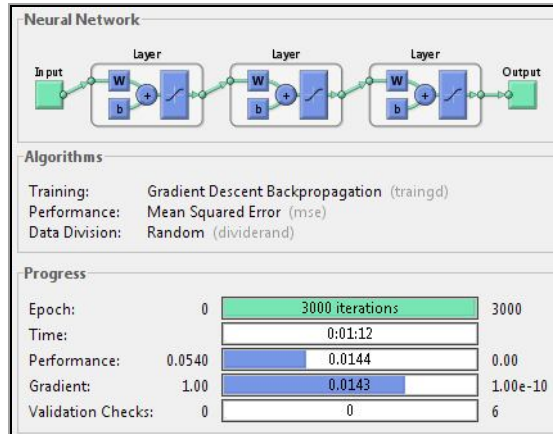 Neural Network
Layer Layer Layer
Input Output
W W W
b b b
Algorithms
Training: Gradient Descent Backpropagation (traingd)
Performance: Mean Squared Error (mse)
Data Division: Random (dividerand)
Progress
Epoch: 0 3000 iterations 3000
Time: 0:01:12
Performance: 0.0540 0.0144 0.00
Gradient: 1.00 0.0143 1.00e-10
Validation Checks: 0 0 6